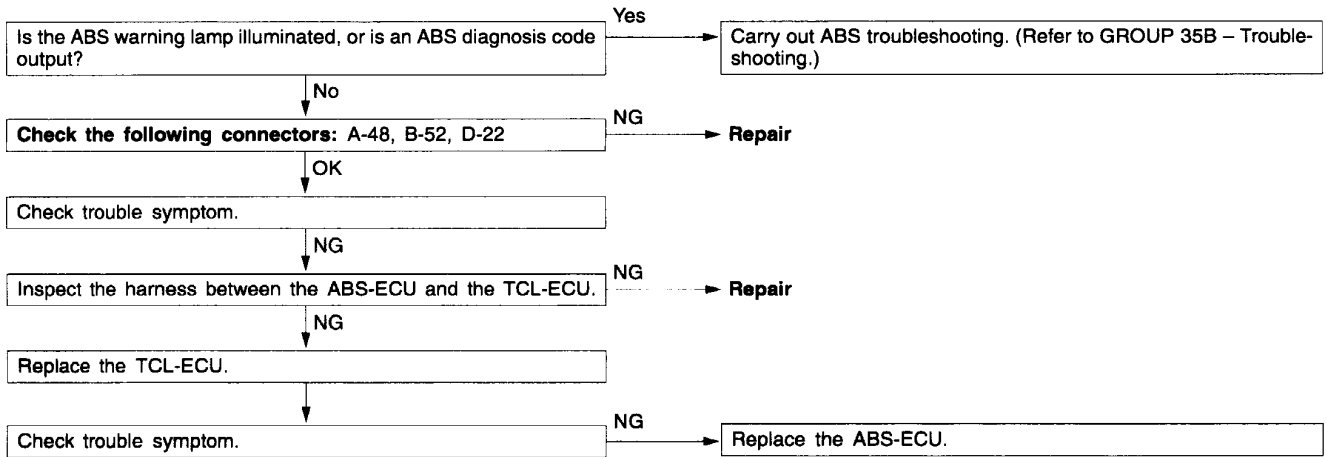 Yes
Is the ABS warning lamp illuminated, or is an ABS diagnosis code
output?
Carry out ABS troubleshooting. (Refer to GROUP 35B – Trouble-
shooting.)
No
Check the following connectors: A-48, B-52, D-22
NG
Repair
OK
Check trouble symptom.
NG
Inspect the harness between the ABS-ECU and the TCL-ECU.
NG
Repair
NG
Replace the TCL-ECU.
Check trouble symptom.
NG
Replace the ABS-ECU.